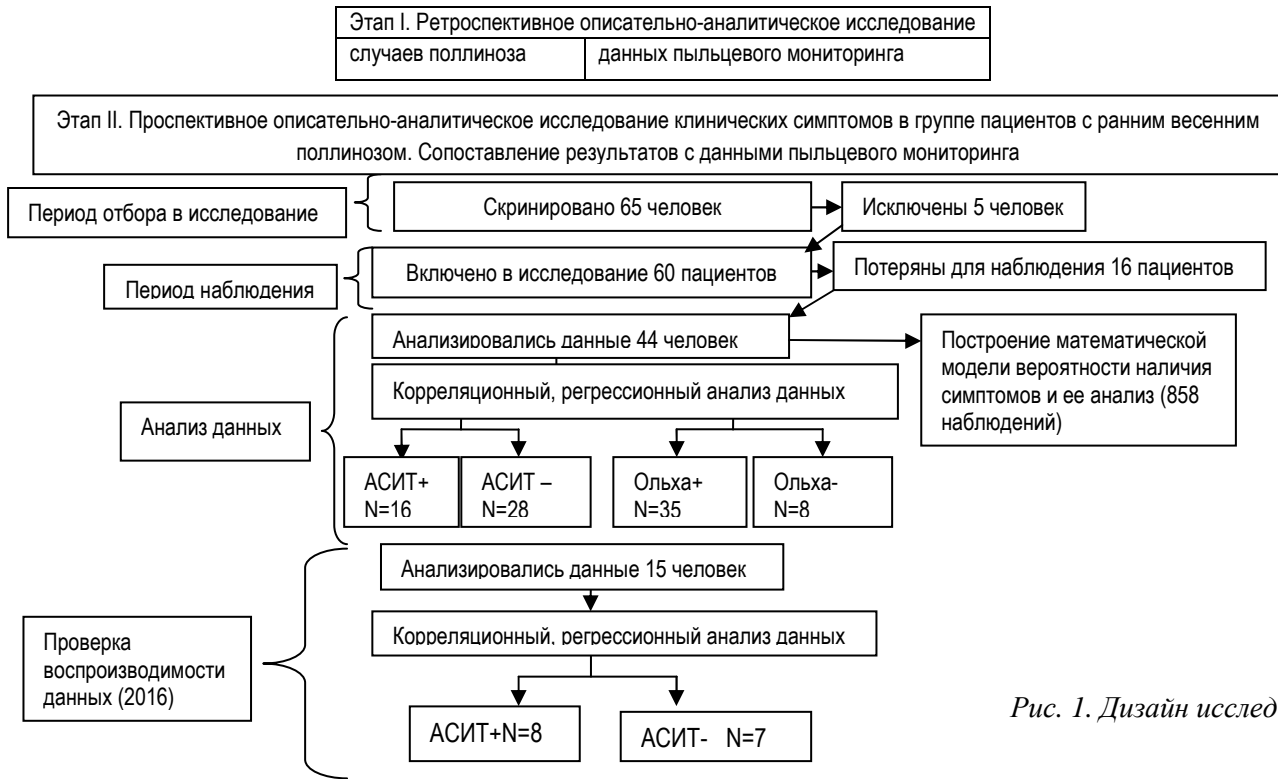 Этап I. Ретроспективное описательно-аналитическое исследование
случаев поллиноза
данных пыльцевого мониторинга
Этап II. Проспективное описательно-аналитическое исследование клинических симптомов в группе пациентов с ранним весенним
поллинозом. Сопоставление результатов с данными пыльцевого мониторинга
Период отбора в исследование
Скринировано 65 человек
Исключены 5 человек
Период наблюдения
Включено в исследование 60 пациентов
Потеряны для наблюдения 16 пациентов
Анализ данных
Анализировались данные 44 человек
Построение математической
модели вероятности наличия
симптомов и ее анализ (858
наблюдений)
Корреляционный, регрессионный анализ данных
АСИТ+
N=16
АСИТ –
N=28
Ольха+
N=35
Ольха-
N=8
Проверка
воспроизводимости
данных (2016)
Анализировались данные 15 человек
Корреляционный, регрессионный анализ данных
АСИТ+N=8
АСИТ- N=7
Рис. 1. Дизайн исслед